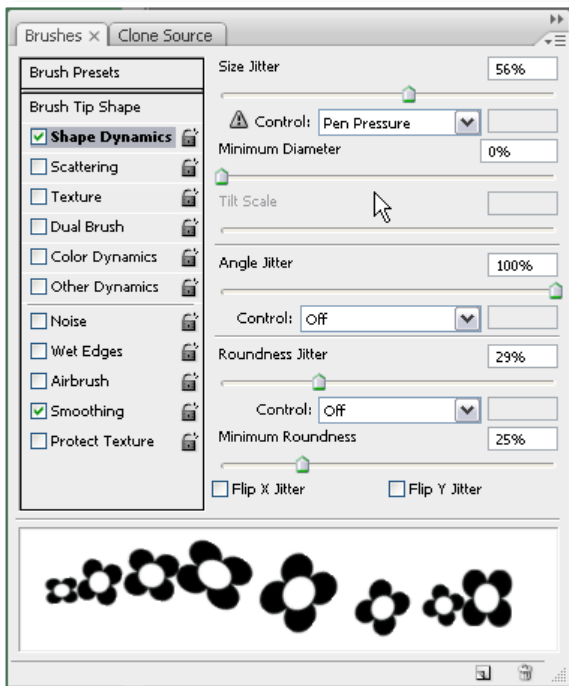 Brushes × Clone Source
Brush Presets
Brush Tip Shape
Shape Dynamics
Scattering
Texture
Dual Brush
Color Dynamics
Other Dynamics
Noise
Wet Edges
Airbrush
Smoothing
Protect Texture
Size Jitter 56%
Control: Pen Pressure
Minimum Diameter 0%
Tilt Scale
Angle Jitter 100%
Control: Off
Roundness Jitter 29%
Control: Off
Minimum Roundness 25%
Flip X Jitter Flip Y Jitter